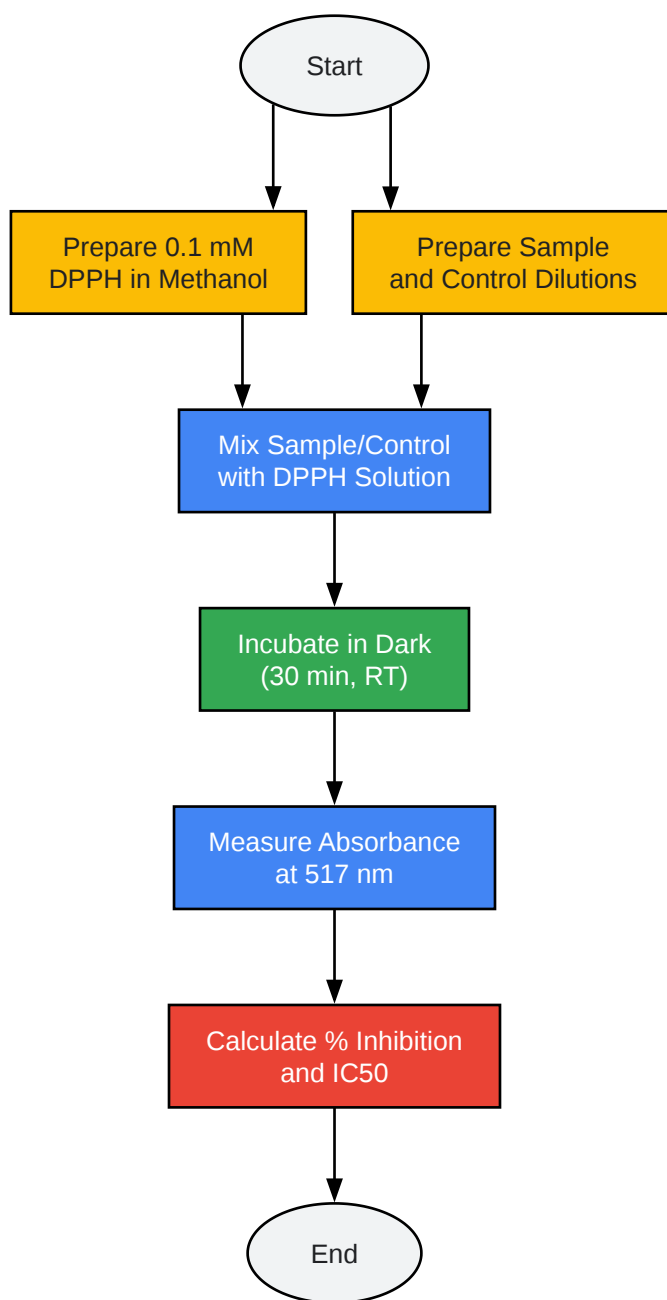 Start
Prepare 0.1 mM
DPPH in Methanol
Prepare Sample
and Control Dilutions
Mix Sample/Control
with DPPH Solution
Incubate in Dark
(30 min, RT)
Measure Absorbance
at 517 nm
Calculate % Inhibition
and IC50
End